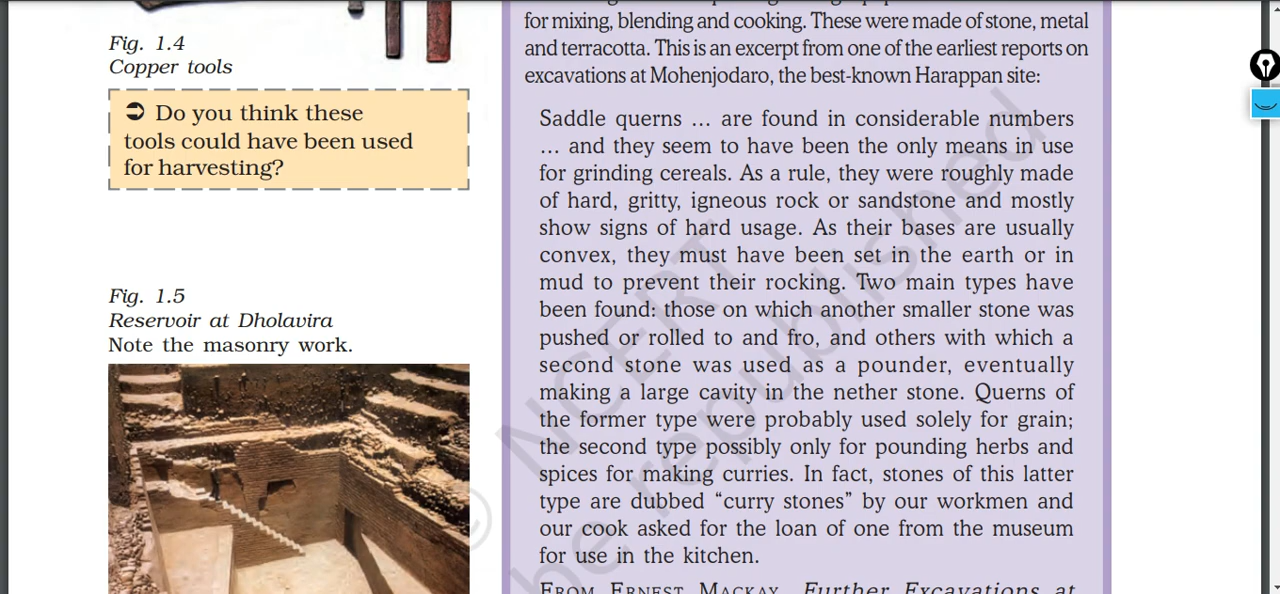 Fig. 1.4
Copper tools
➲ Do you think these
tools could have been used
for harvesting?
Fig. 1.5
Reservoir at Dholavira
Note the masonry work.
for mixing, blending and cooking. These were made of stone, metal
and terracotta. This is an excerpt from one of the earliest reports on
excavations at Mohenjodaro, the best-known Harappan site:
Saddle querns … are found in considerable numbers
… and they seem to have been the only means in use
for grinding cereals. As a rule, they were roughly made
of hard, gritty, igneous rock or sandstone and mostly
show signs of hard usage. As their bases are usually
convex, they must have been set in the earth or in
mud to prevent their rocking. Two main types have
been found: those on which another smaller stone was
pushed or rolled to and fro, and others with which a
second stone was used as a pounder, eventually
making a large cavity in the nether stone. Querns of
the former type were probably used solely for grain;
the second type possibly only for pounding herbs and
spices for making curries. In fact, stones of this latter
type are dubbed “curry stones” by our workmen and
our cook asked for the loan of one from the museum
for use in the kitchen.
FROM ERNEST MACKAY, Further Excavations at
© NCERT
be republished